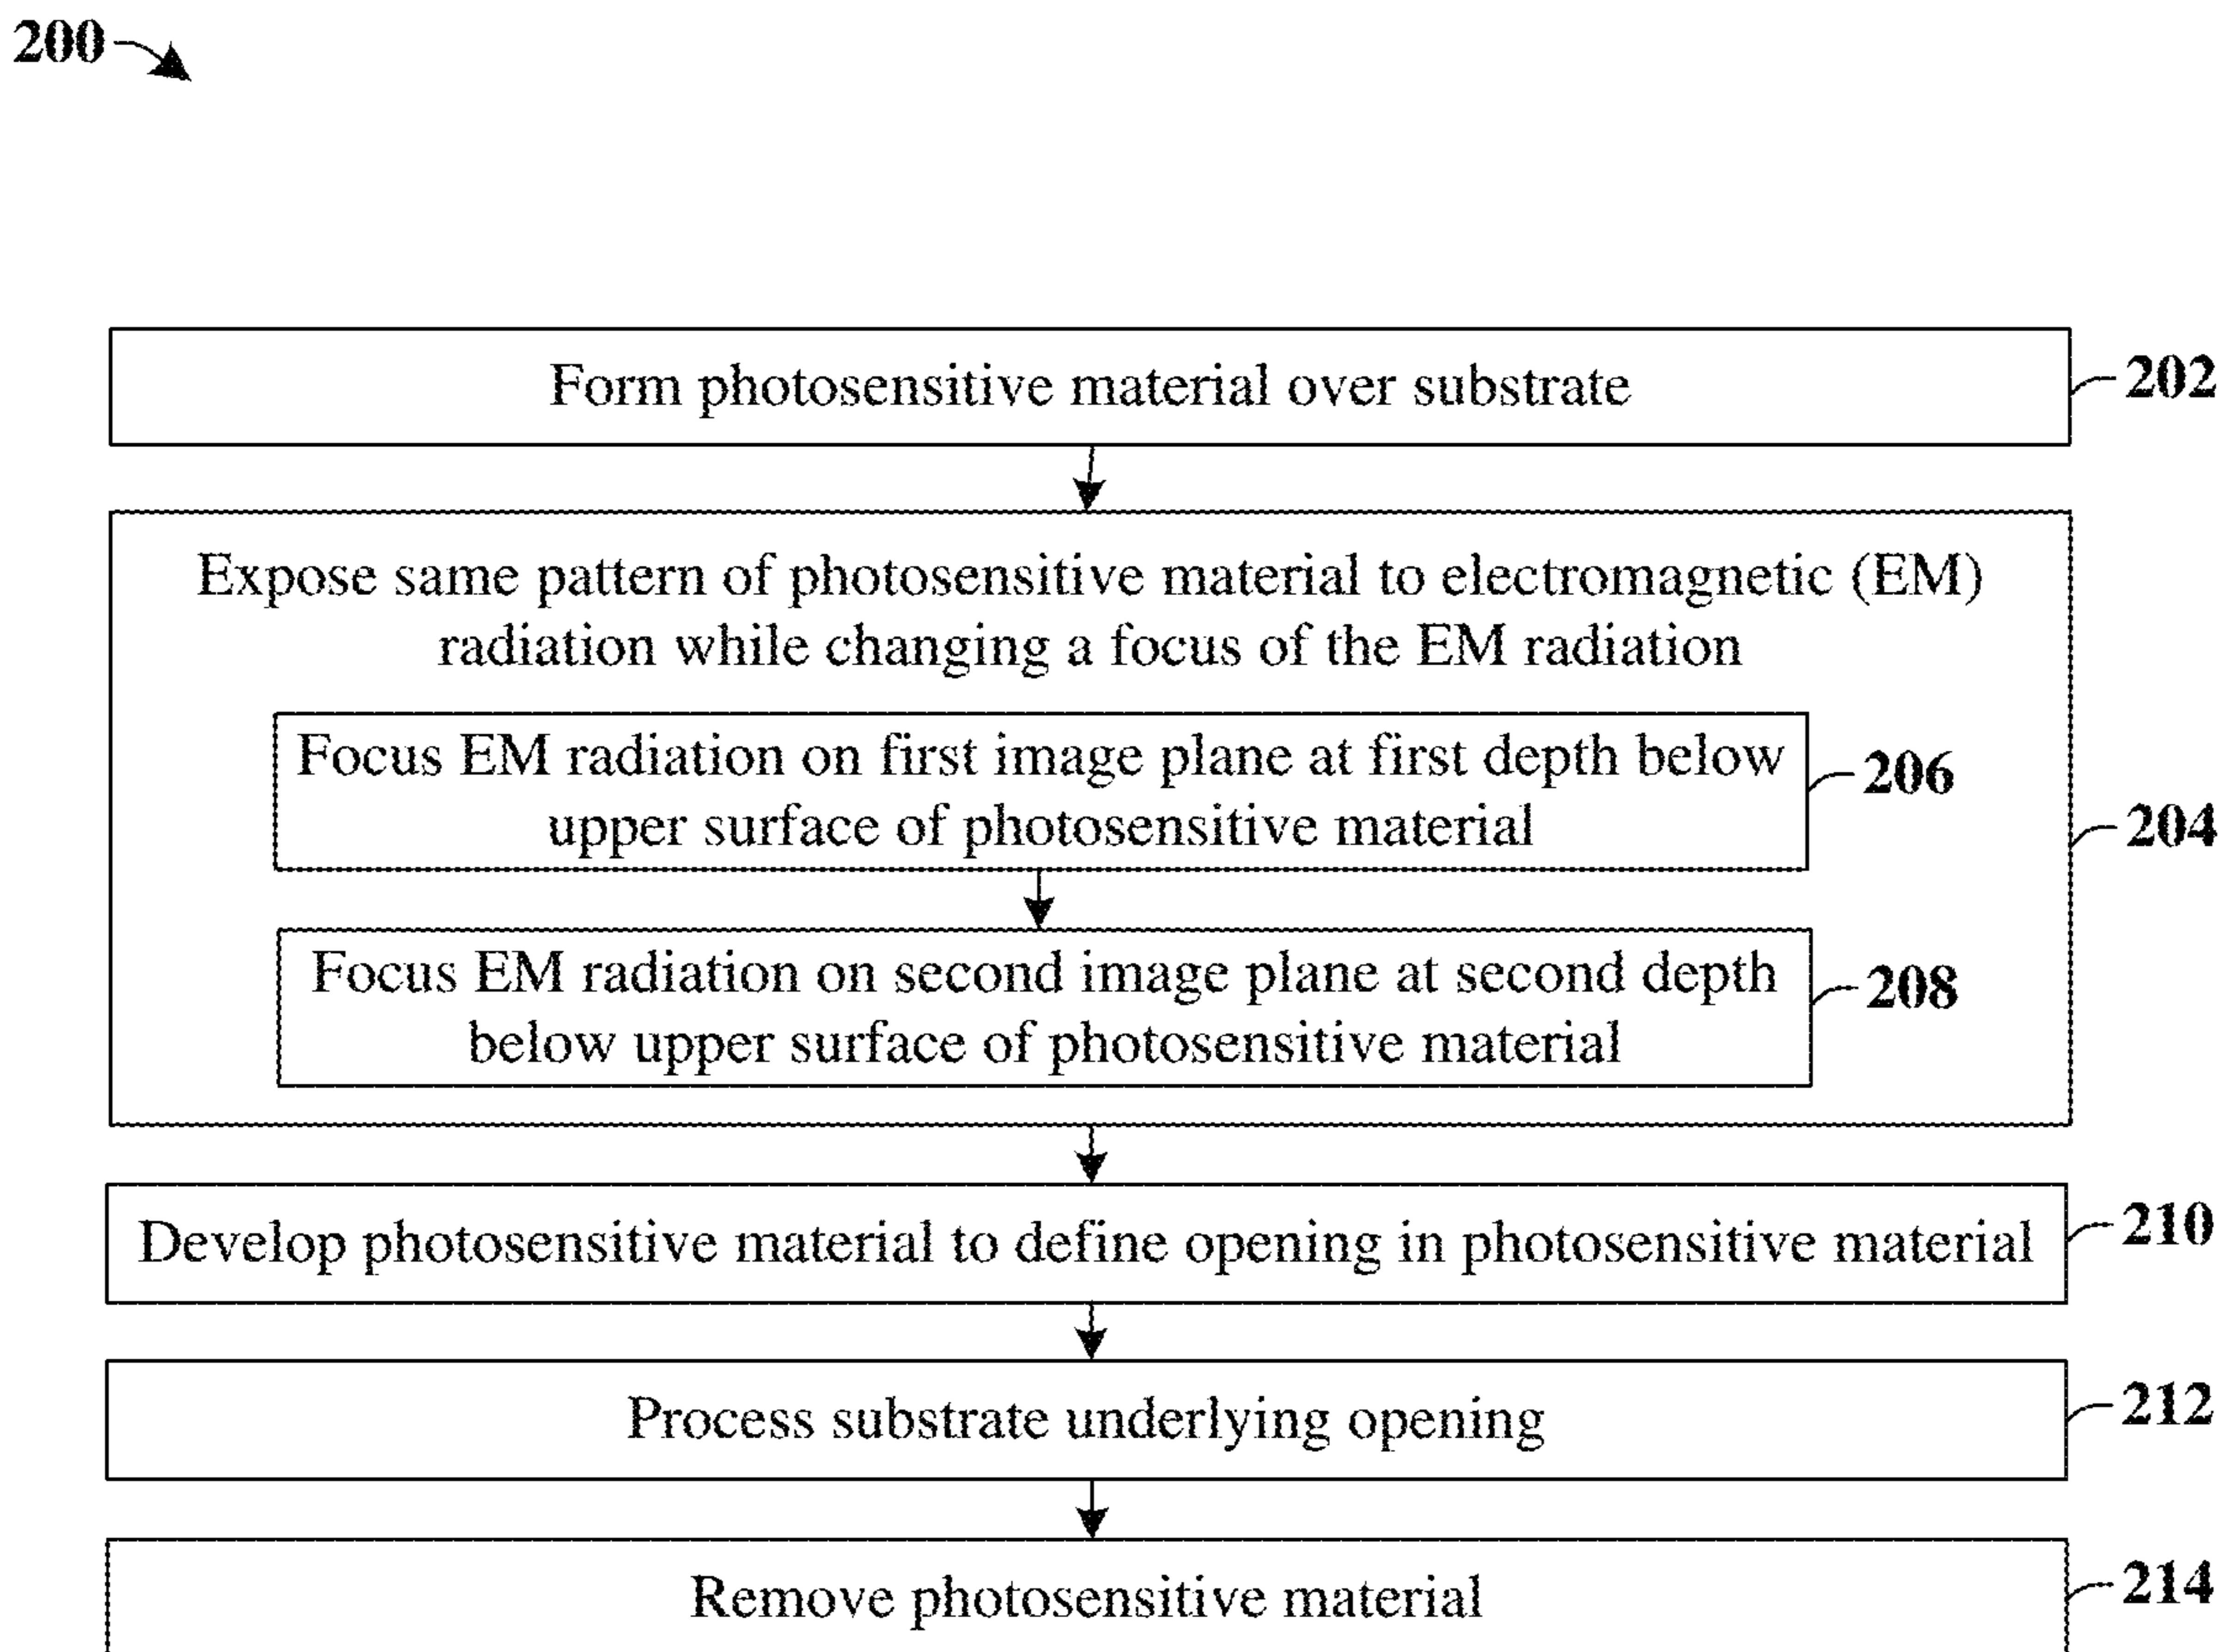 200
Form photosensitive material over substrate
202
Expose same pattern of photosensitive material to electromagnetic (EM)
radiation while changing a focus of the EM radiation
Focus EM radiation on first image plane at first depth below
upper surface of photosensitive material
206
204
Focus EM radiation on second image plane at second depth
below upper surface of photosensitive material
208
Develop photosensitive material to define opening in photosensitive material
210
Process substrate underlying opening
212
Remove photosensitive material
214